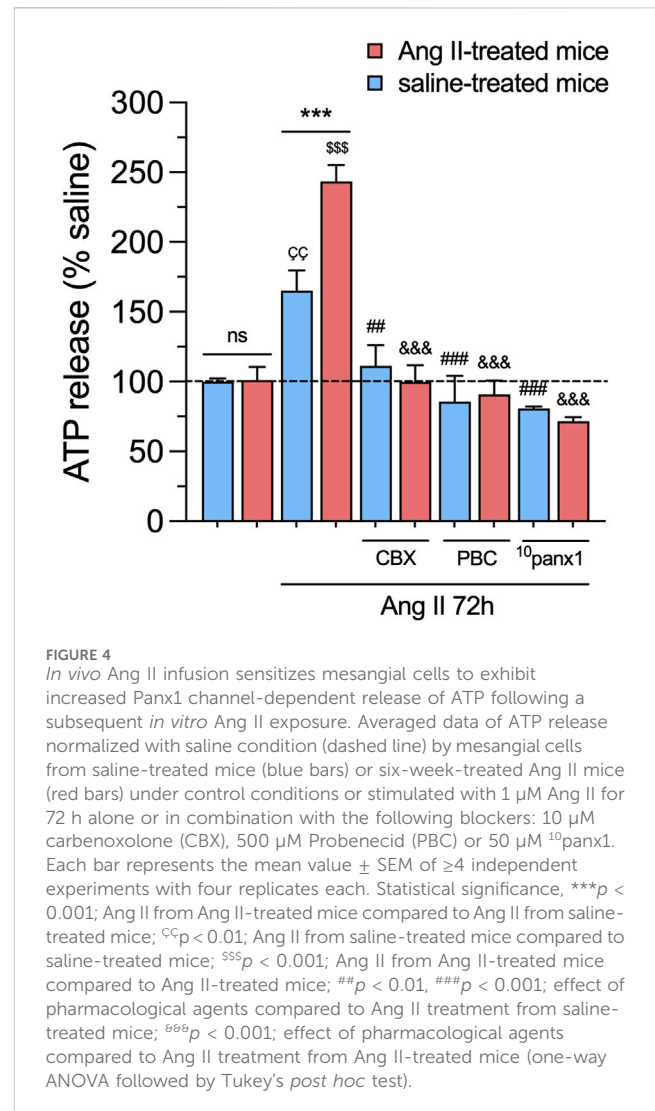 Ang II-treated mice
saline-treated mice
ATP release (% saline)
300
250
200
150
100
50
0
***
$$$
ÇÇ
ns
##
&&&
###
&&&
###
&&&
CBX
PBC
¹⁰panx1
Ang II 72h
FIGURE 4
In vivo Ang II infusion sensitizes mesangial cells to exhibit
increased Panx1 channel-dependent release of ATP following a
subsequent in vitro Ang II exposure. Averaged data of ATP release
normalized with saline condition (dashed line) by mesangial cells
from saline-treated mice (blue bars) or six-week-treated Ang II mice
(red bars) under control conditions or stimulated with 1 μM Ang II for
72 h alone or in combination with the following blockers: 10 μM
carbenoxolone (CBX), 500 μM Probenecid (PBC) or 50 μM ¹⁰panx1.
Each bar represents the mean value ± SEM of ≥4 independent
experiments with four replicates each. Statistical significance, ***p <
0.001; Ang II from Ang II-treated mice compared to Ang II from saline-
treated mice; ÇÇp < 0.01; Ang II from saline-treated mice compared to
saline-treated mice; $$$p < 0.001; Ang II from Ang II-treated mice
compared to Ang II-treated mice; ##p < 0.01, ###p < 0.001; effect of
pharmacological agents compared to Ang II treatment from saline-
treated mice; &&&p < 0.001; effect of pharmacological agents
compared to Ang II treatment from Ang II-treated mice (one-way
ANOVA followed by Tukey's post hoc test).